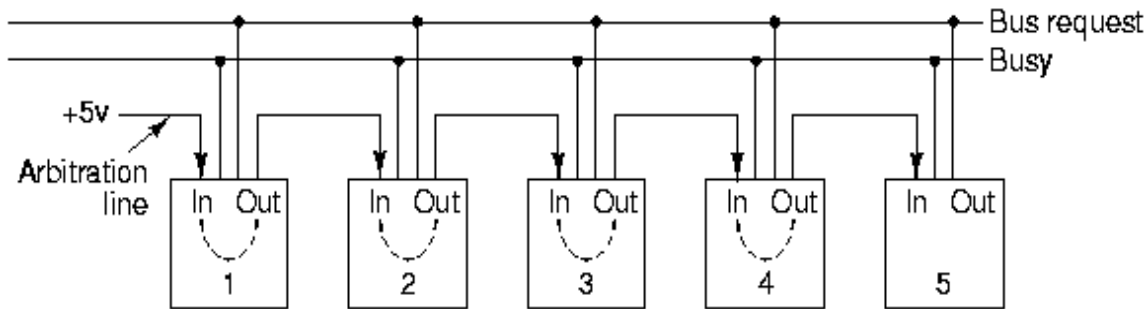 Bus request
Busy
+5v
Arbitration
line
In Out In Out In Out In Out In Out
1 2 3 4 5